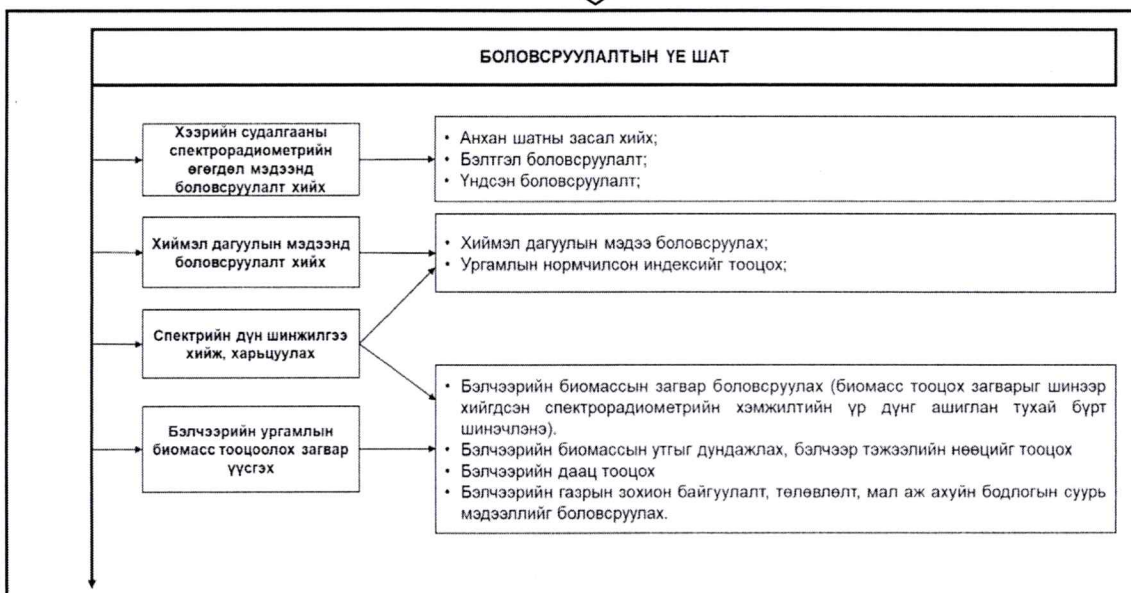 БОЛОВСРУУЛАЛТЫН ҮЕ ШАТ
Хээрийн судалгааны
спектрорадиометрийн
өгөгдөл мэдээнд
боловсруулалт хийх
• Анхан шатны засал хийх;
• Бэлтгэл боловсруулалт;
• Үндсэн боловсруулалт;
Хиймэл дагуулын мэдээнд
боловсруулалт хийх
• Хиймэл дагуулын мэдээ боловсруулах;
• Ургамлын нормчилсон индексийг тооцох;
Спектрийн дүн шинжилгээ
хийж, харьцуулах
Бэлчээрийн ургамлын
биомасс тооцоолох загвар
үүсгэх
• Бэлчээрийн биомассын загвар боловсруулах (биомасс тооцох загварыг шинээр
хийгдсэн спектрорадиометрийн хэмжилтийн үр дүнг ашиглан тухай бүрт
шинэчлэнэ).
• Бэлчээрийн биомассын утгыг дундажлах, бэлчээр тэжээлийн нөөцийг тооцох
• Бэлчээрийн даац тооцох
• Бэлчээрийн газрын зохион байгуулалт, төлөвлөлт, мал аж ахуйн бодлогын суурь
мэдээллийг боловсруулах.